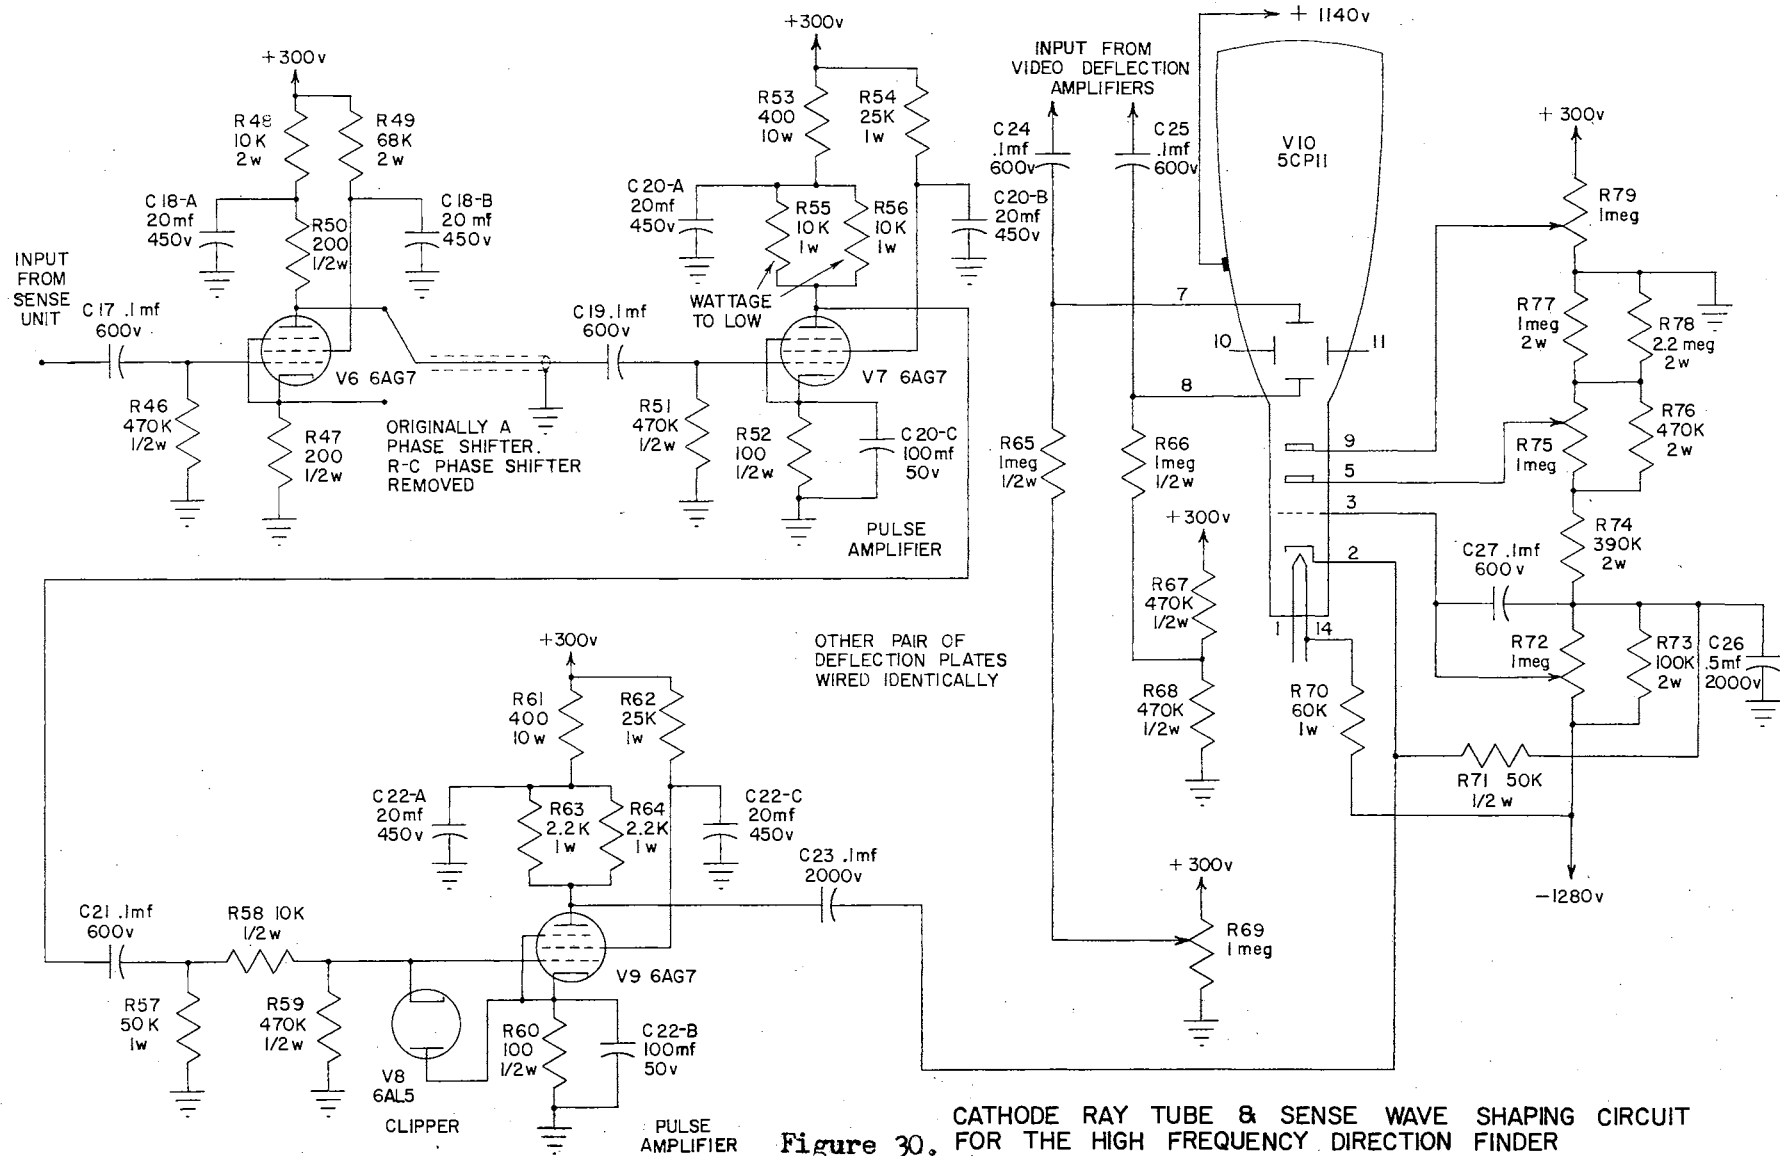 +300v
R48
10K
2w
R49
68K
2w
C18-A
20mf
450v
R50
200
1/2w
C18-B
20mf
450v
INPUT
FROM
SENSE
UNIT
C17 .1mf
600v
V6 6AG7
R46
470K
1/2w
R47
200
1/2w
ORIGINALLY A
PHASE SHIFTER.
R-C PHASE SHIFTER
REMOVED
+300v
R53
400
10w
R54
25K
1w
C20-A
20mf
450v
R55
10K
1w
R56
10K
1w
C20-B
20mf
450v
WATTAGE
TO LOW
C19 .1mf
600v
V7 6AG7
R51
470K
1/2w
R52
100
1/2w
C20-C
100mf
50v
PULSE
AMPLIFIER
INPUT FROM
VIDEO DEFLECTION
AMPLIFIERS
C24
.1mf
600v
C25
.1mf
600v
+ 1140v
V10
5CP11
7
10
11
8
9
5
3
2
1
14
R65
1meg
1/2w
R66
1meg
1/2w
+300v
R67
470K
1/2w
R68
470K
1/2w
R70
60K
1w
+ 300v
R79
1meg
R77
1meg
2w
R78
2.2 meg
2w
R75
1meg
R76
470K
2w
R74
390K
2w
C27 .1mf
600v
R72
1meg
R73
100K
2w
C26
.5mf
2000v
R71 50K
1/2w
-1280v
+300v
R69
1meg
OTHER PAIR OF
DEFLECTION PLATES
WIRED IDENTICALLY
+300v
R61
400
10w
R62
25K
1w
C22-A
20mf
450v
R63
2.2K
1w
R64
2.2K
1w
C22-C
20mf
450v
C23 .1mf
2000v
C21 .1mf
600v
R58 10K
1/2w
V9 6AG7
R57
50K
1w
R59
470K
1/2w
V8
6AL5
CLIPPER
R60
100
1/2w
C22-B
100mf
50v
PULSE
AMPLIFIER
Figure 30.
CATHODE RAY TUBE & SENSE WAVE SHAPING CIRCUIT
FOR THE HIGH FREQUENCY DIRECTION FINDER